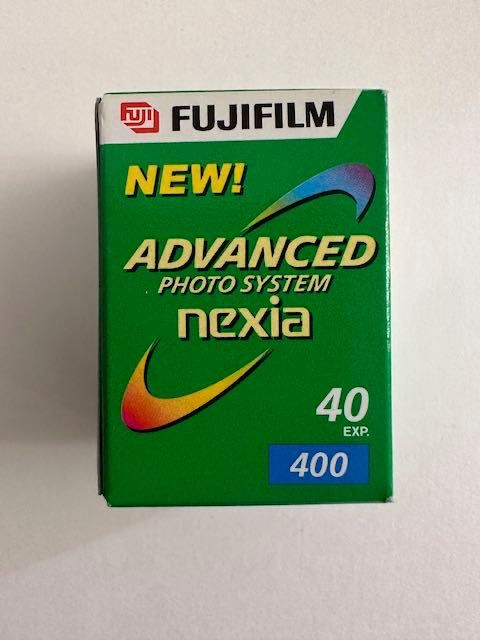 FUJI FUJIFILM
NEW!
ADVANCED
PHOTO SYSTEM
nexia
40
EXP.
400